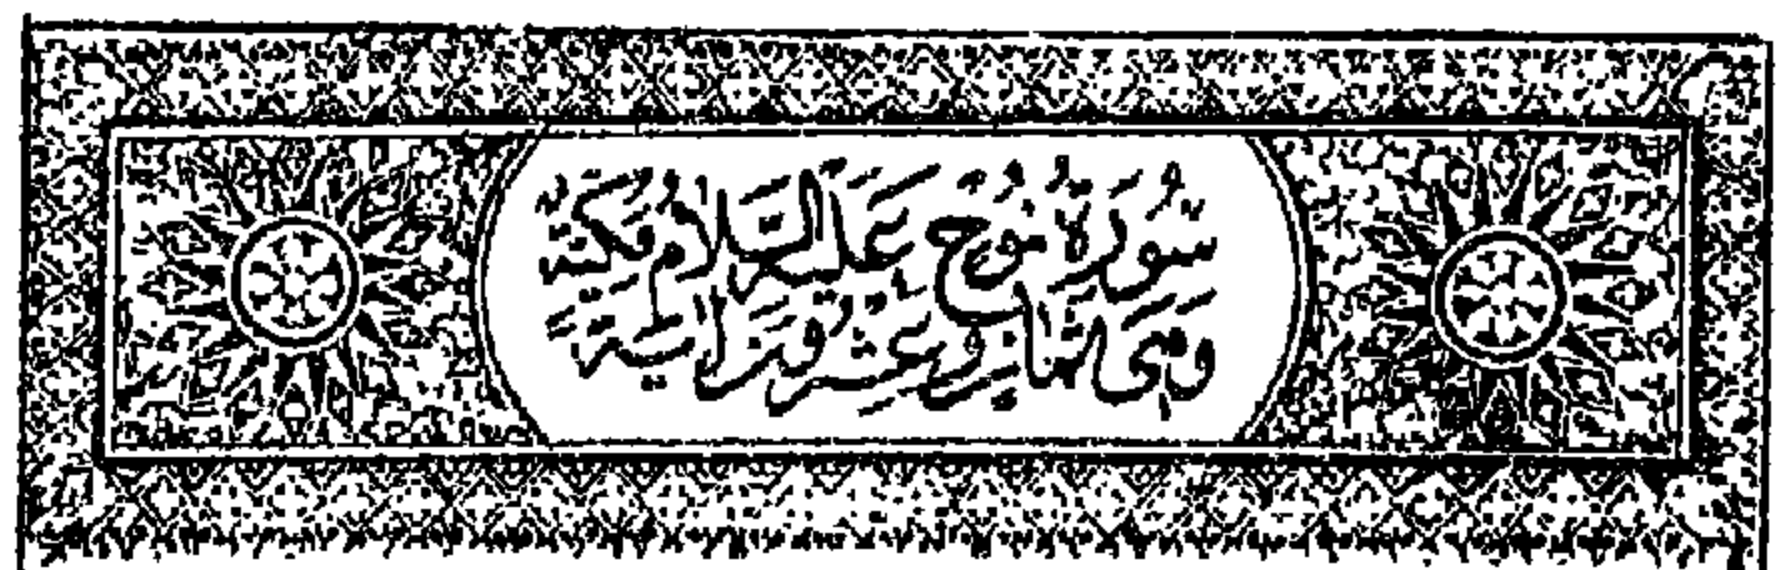 سُورَةُ نُوحٍ عَلَيْهِ السَّلَامُ مَكِّيَّةٌ
وَهِيَ ثَمَانٍ وَعِشْرُونَ آيَةً